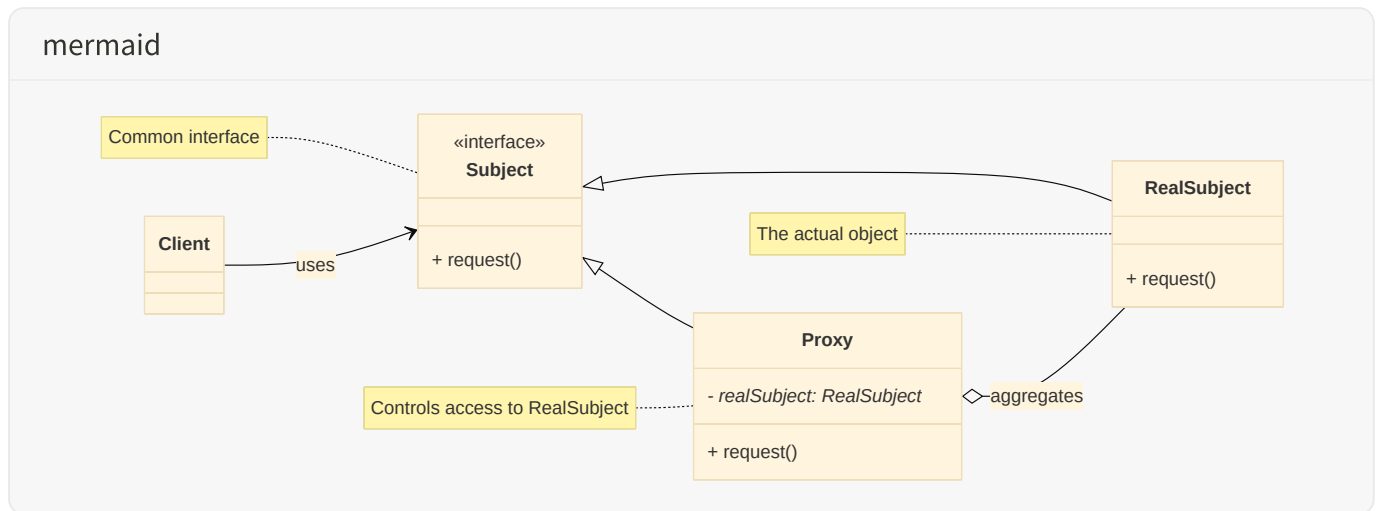 mermaid
Common interface
«interface»
Subject
+ request()
Client
uses
RealSubject
+ request()
The actual object
Proxy
- realSubject: RealSubject
+ request()
Controls access to RealSubject
aggregates